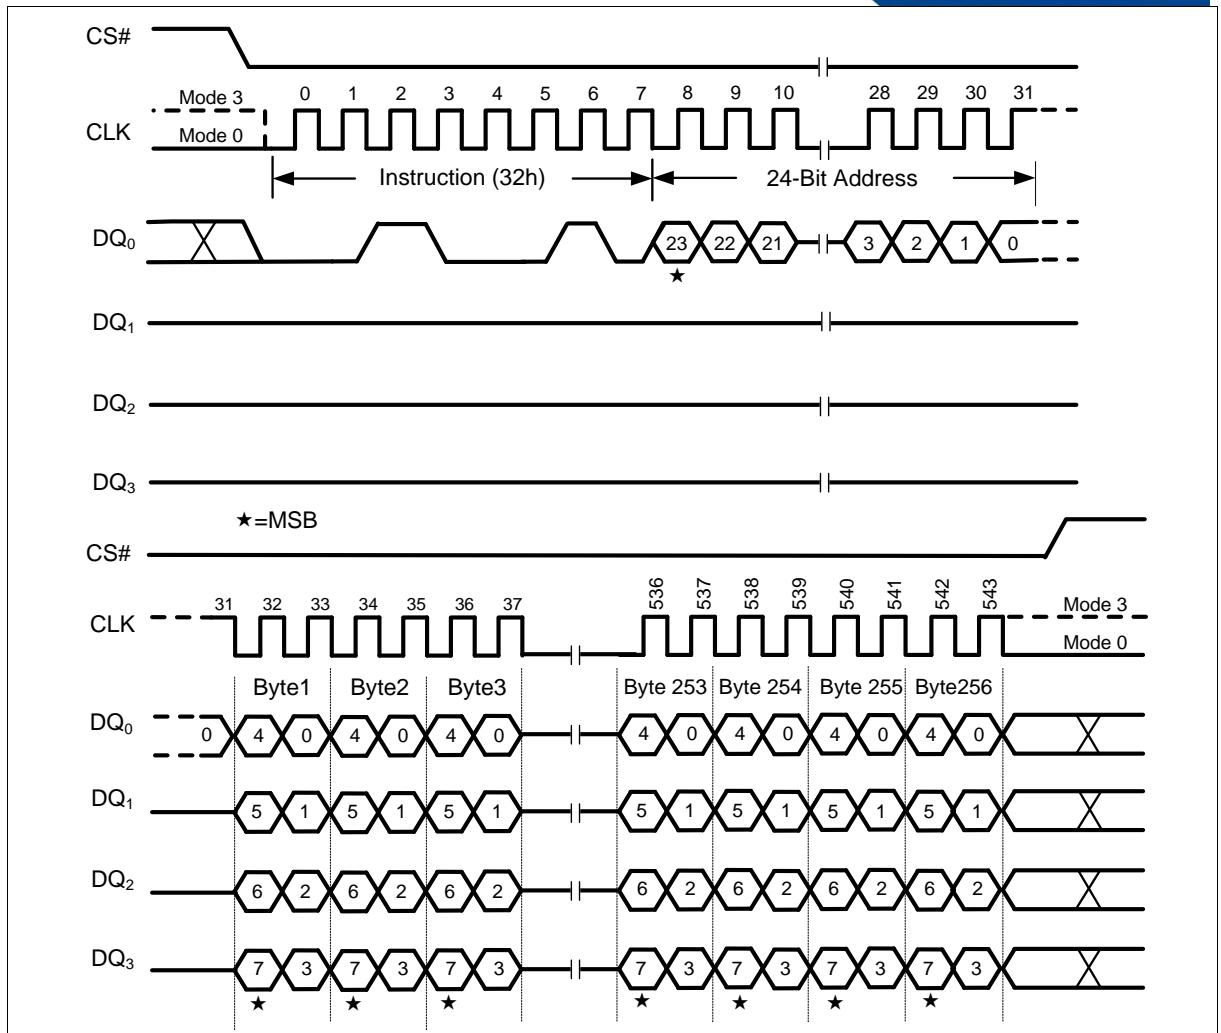 CS#
Mode 3 0 1 2 3 4 5 6 7 8 9 10 28 29 30 31
CLK Mode 0
Instruction (32h) 24-Bit Address
DQ0 23 22 21 3 2 1 0
★
DQ1
DQ2
DQ3
★=MSB
CS#
31 32 33 34 35 36 37 536 537 538 539 540 541 542 543 Mode 3
CLK Mode 0
Byte1 Byte2 Byte3 Byte 253 Byte 254 Byte 255 Byte256
DQ0 0 4 0 4 0 4 0 4 0 4 0 4 0 4 0
DQ1 5 1 5 1 5 1 5 1 5 1 5 1 5 1
DQ2 6 2 6 2 6 2 6 2 6 2 6 2 6 2
DQ3 7 3 7 3 7 3 7 3 7 3 7 3 7 3
★ ★ ★ ★ ★ ★ ★